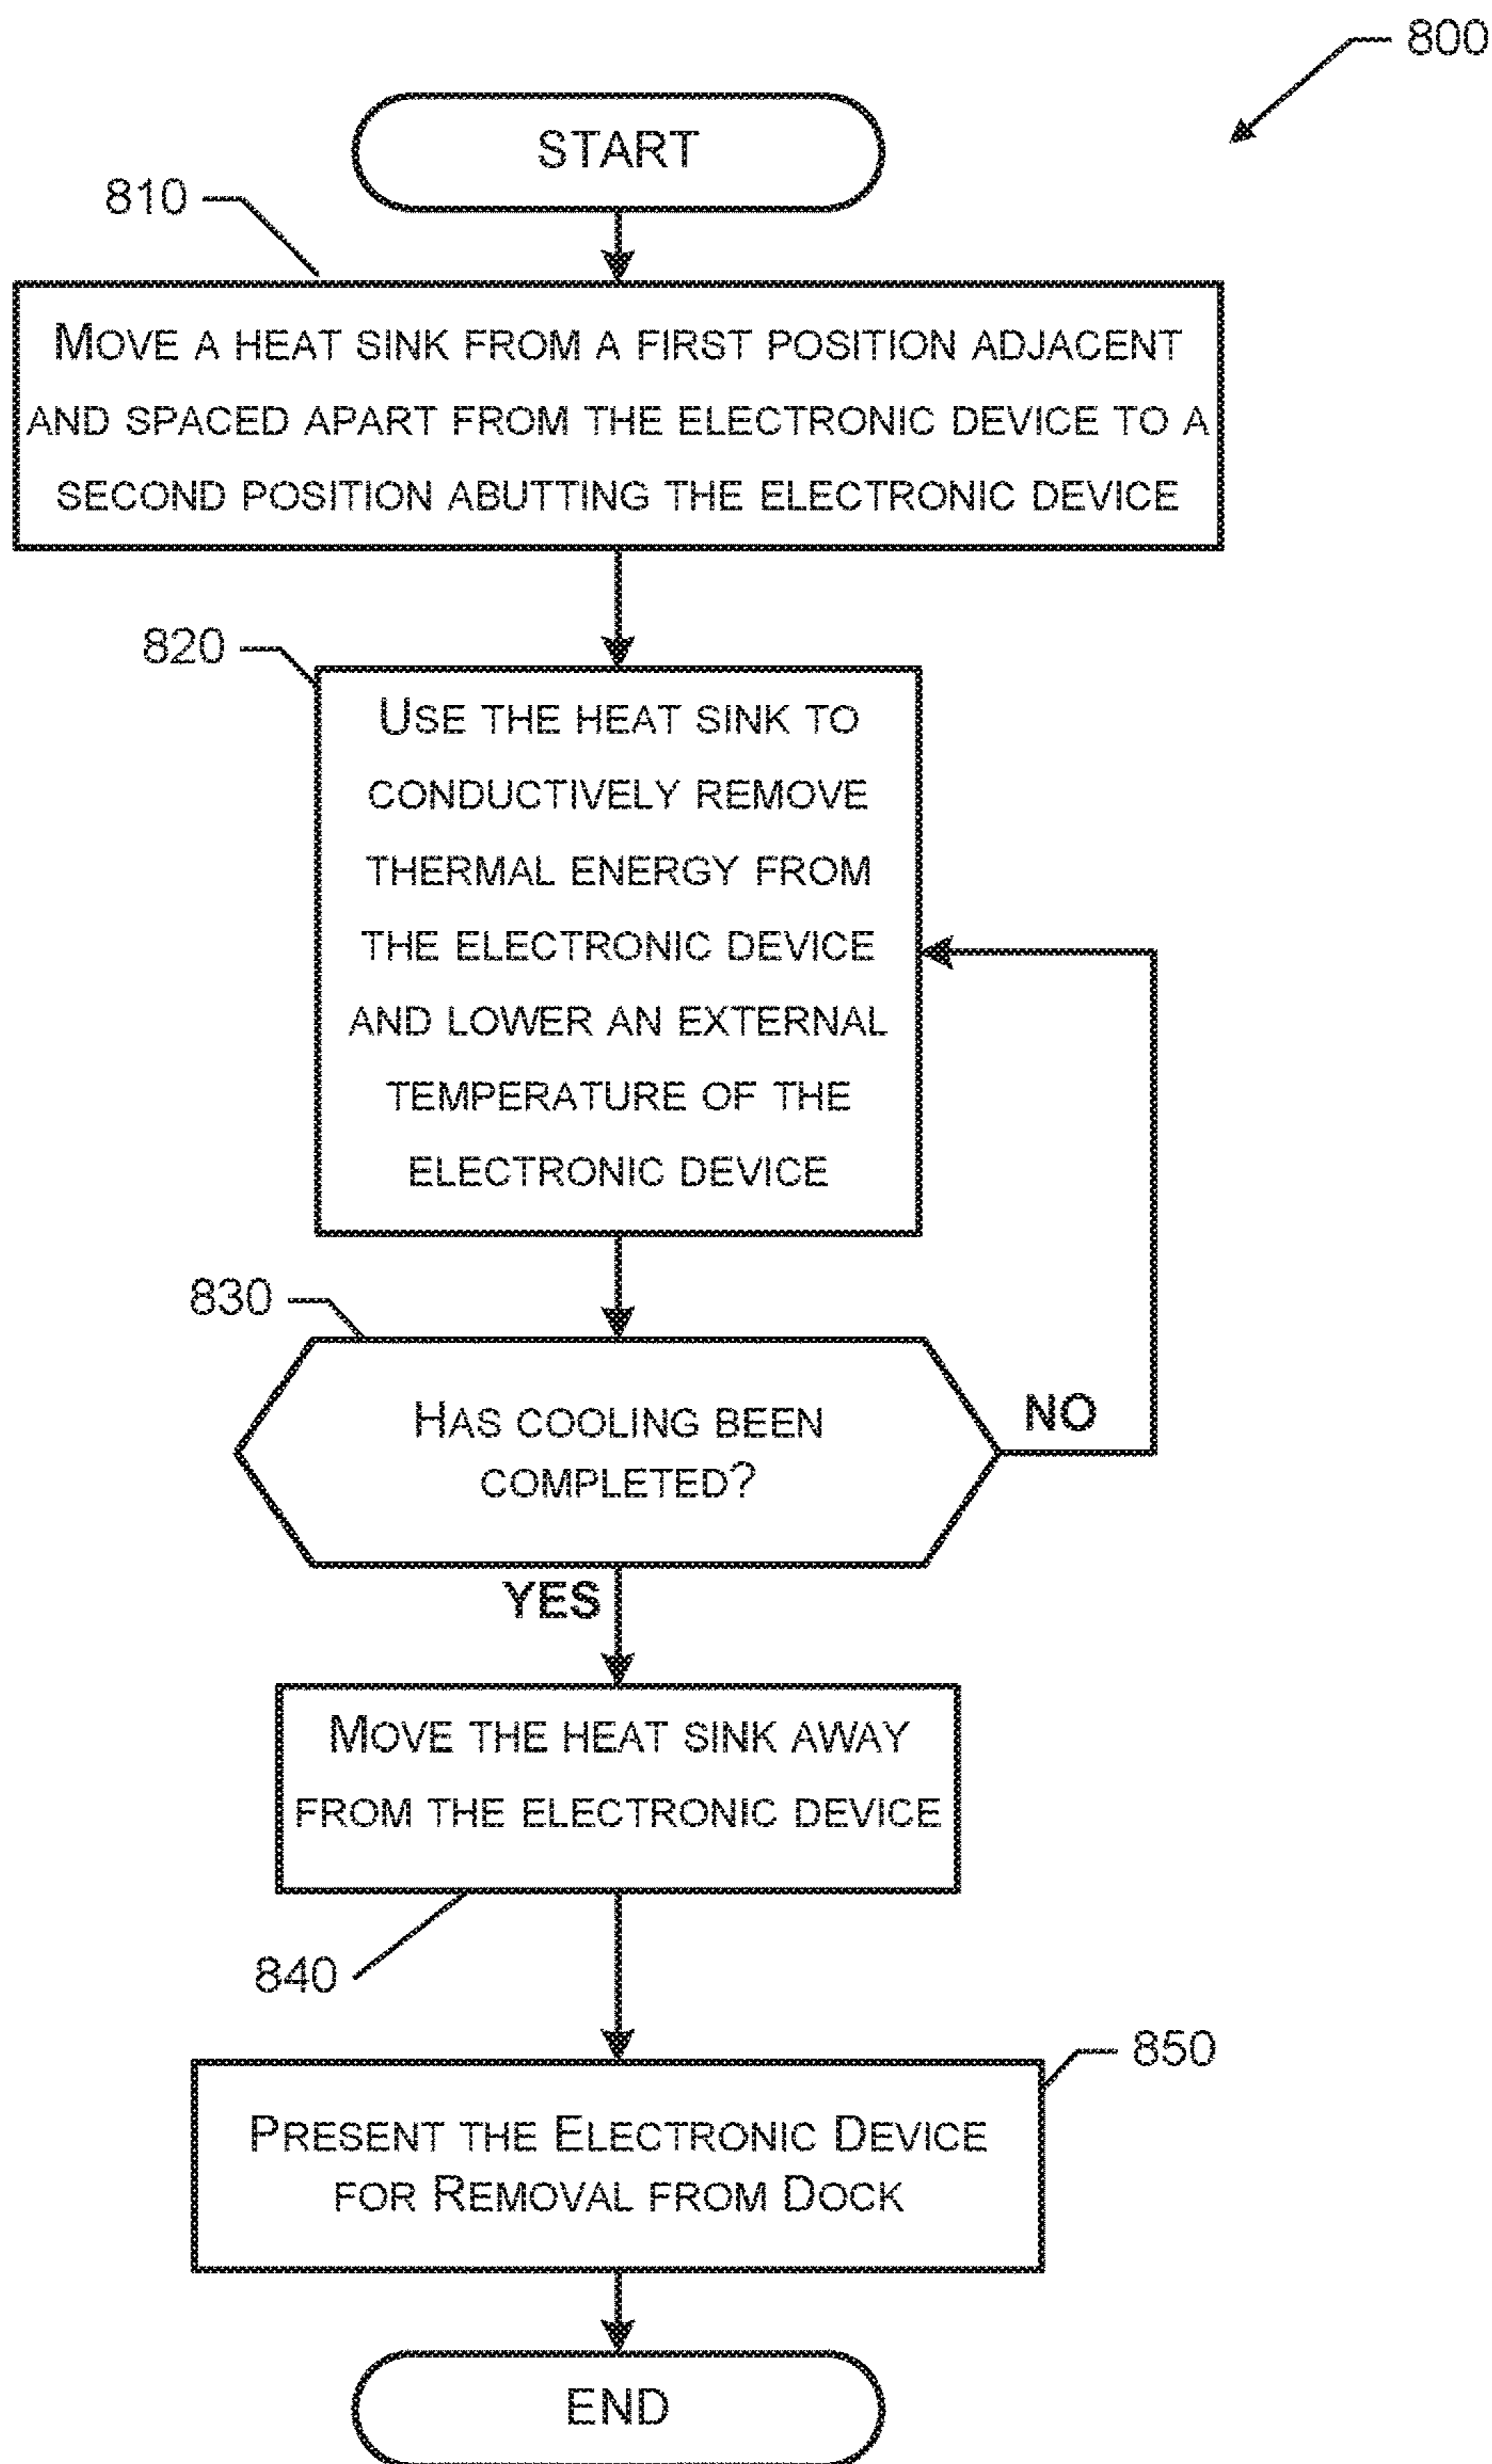 800
START
810
MOVE A HEAT SINK FROM A FIRST POSITION ADJACENT
AND SPACED APART FROM THE ELECTRONIC DEVICE TO A
SECOND POSITION ABUTTING THE ELECTRONIC DEVICE
820
USE THE HEAT SINK TO
CONDUCTIVELY REMOVE
THERMAL ENERGY FROM
THE ELECTRONIC DEVICE
AND LOWER AN EXTERNAL
TEMPERATURE OF THE
ELECTRONIC DEVICE
830
HAS COOLING BEEN
COMPLETED?
NO
YES
MOVE THE HEAT SINK AWAY
FROM THE ELECTRONIC DEVICE
840
850
PRESENT THE ELECTRONIC DEVICE
FOR REMOVAL FROM DOCK
END